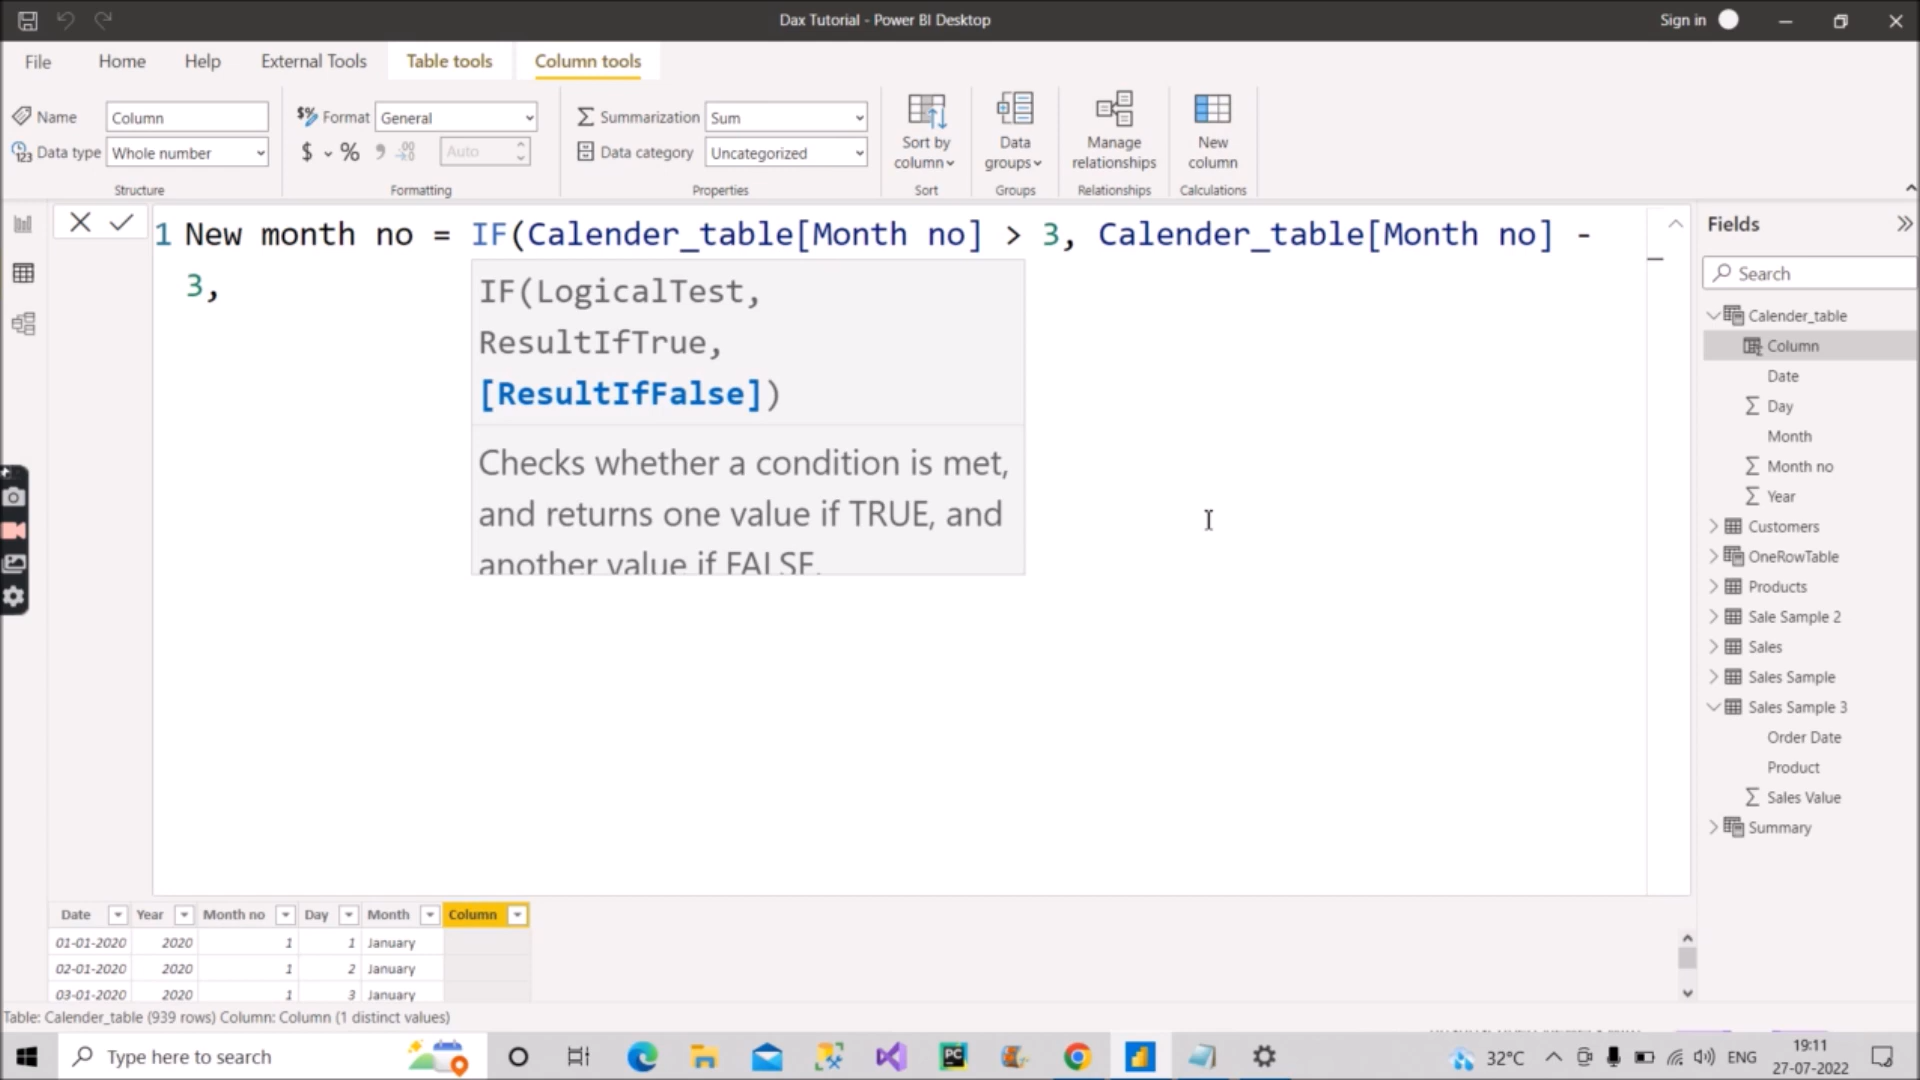 Dax Tutorial - Power BI Desktop
Sign in
File Home Help External Tools Table tools Column tools
Name Column
Data type Whole number
Structure
$% Format General
$ % Auto
Formatting
Summarization Sum
Data category Uncategorized
Properties
Sort by
column
Sort
Data
groups
Groups
Manage
relationships
Relationships
New
column
Calculations
1 New month no = IF(Calender_table[Month no] > 3, Calender_table[Month no] -
3,
IF(LogicalTest,
ResultIfTrue,
[ResultIfFalse])
Checks whether a condition is met,
and returns one value if TRUE, and
another value if FALSE.
Fields
Search
Calender_table
Column
Date
Day
Month
Month no
Year
Customers
OneRowTable
Products
Sale Sample 2
Sales
Sales Sample
Sales Sample 3
Order Date
Product
Sales Value
Summary
Date Year Month no Day Month Column
01-01-2020 2020 1 1 January
02-01-2020 2020 1 2 January
03-01-2020 2020 1 3 January
Table: Calender_table (939 rows) Column: Column (1 distinct values)
Type here to search
32°C
ENG
19:11
27-07-2022